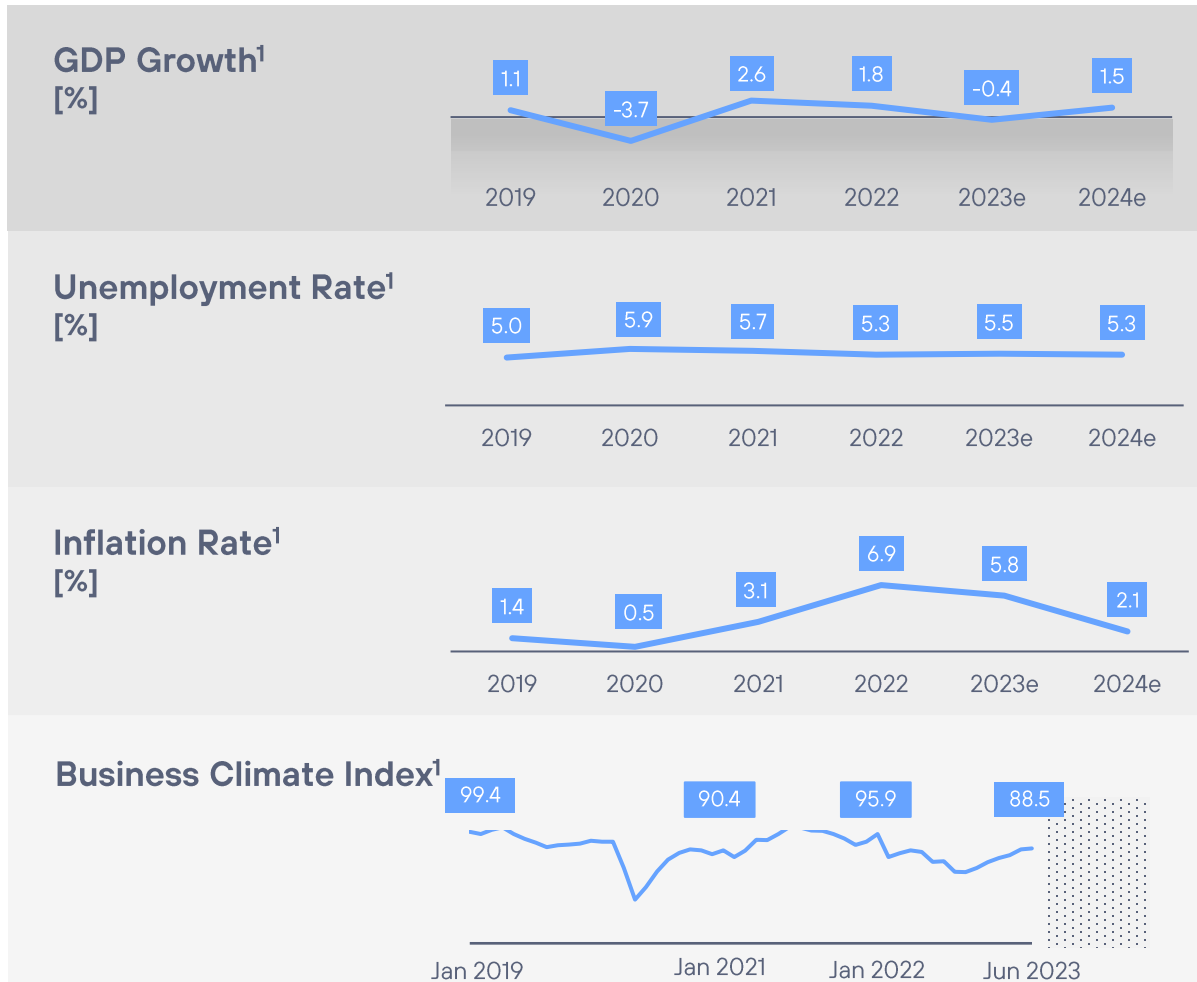 GDP Growth¹
[%]
1.1 -3.7 2.6 1.8 -0.4 1.5
2019 2020 2021 2022 2023e 2024e
Unemployment Rate¹
[%]
5.0 5.9 5.7 5.3 5.5 5.3
2019 2020 2021 2022 2023e 2024e
Inflation Rate¹
[%]
1.4 0.5 3.1 6.9 5.8 2.1
2019 2020 2021 2022 2023e 2024e
Business Climate Index¹
99.4 90.4 95.9 88.5
Jan 2019 Jan 2021 Jan 2022 Jun 2023